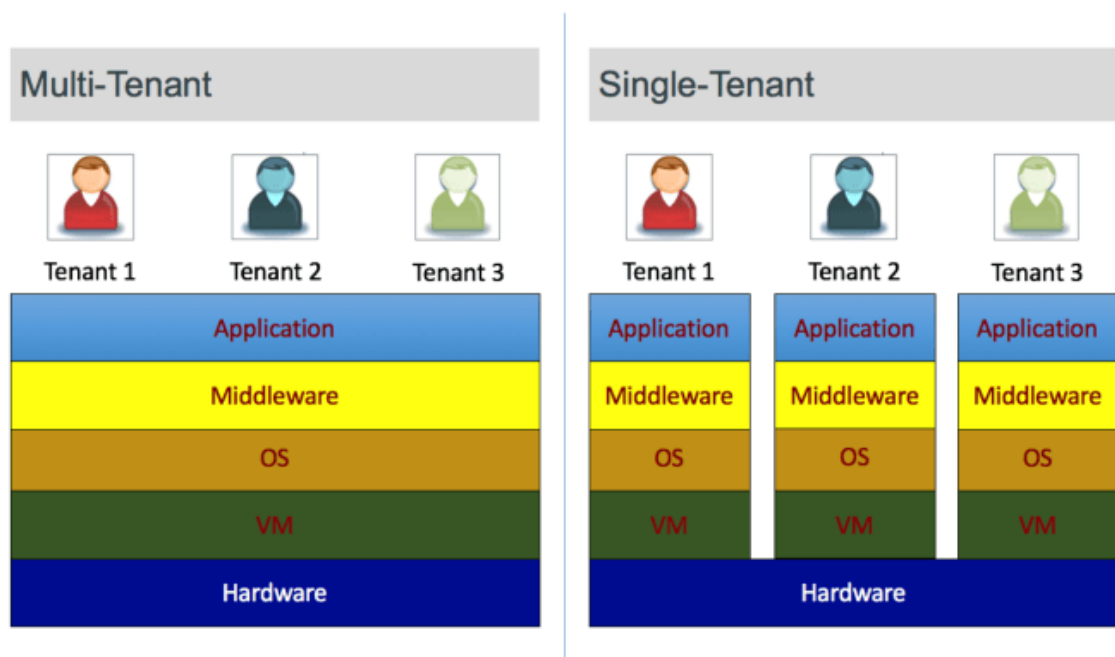 Multi-Tenant
Tenant 1 Tenant 2 Tenant 3
Application
Middleware
OS
VM
Hardware
Single-Tenant
Tenant 1 Tenant 2 Tenant 3
Application Application Application
Middleware Middleware Middleware
OS OS OS
VM VM VM
Hardware